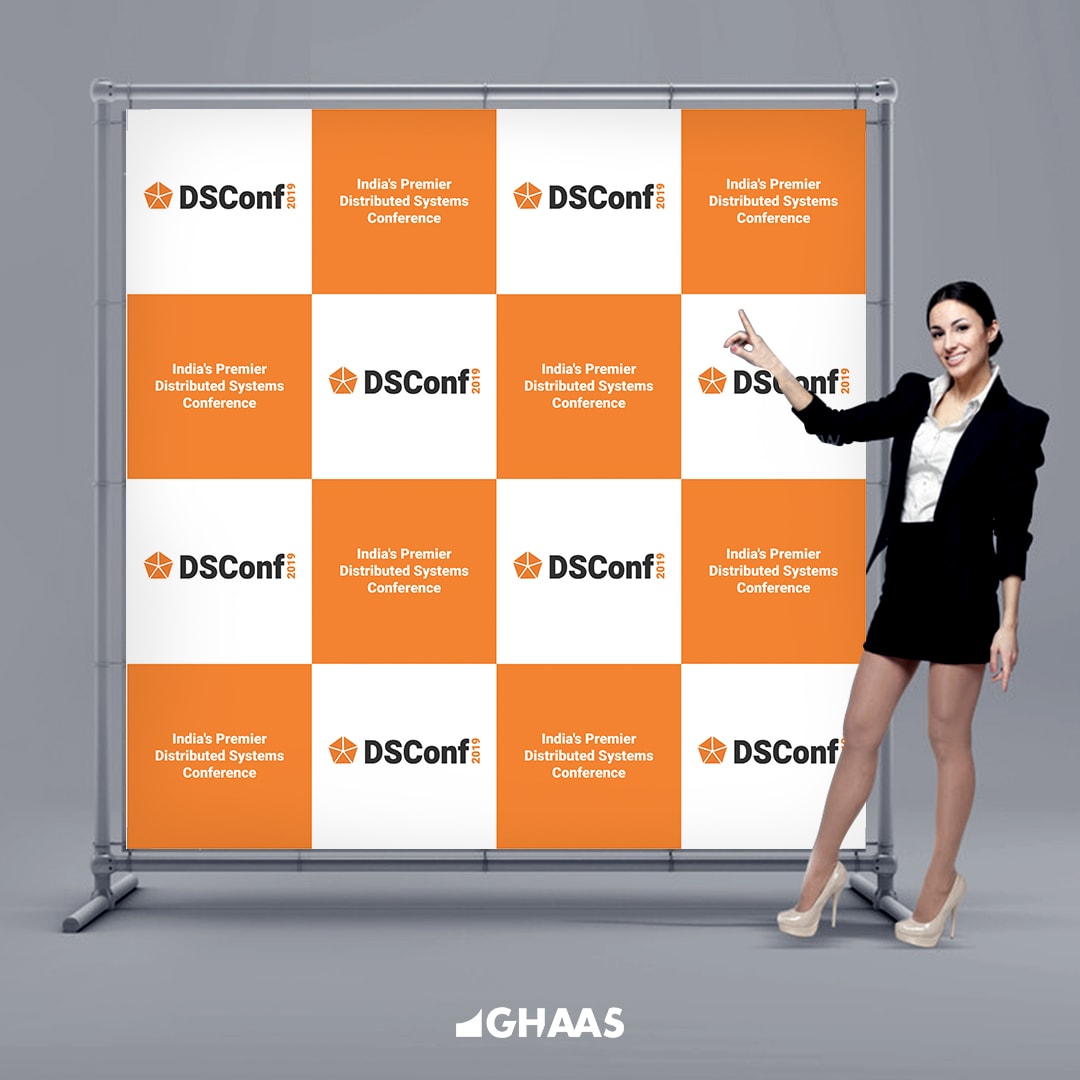 DSConf 2019
India's Premier
Distributed Systems
Conference
DSConf 2019
India's Premier
Distributed Systems
Conference
India's Premier
Distributed Systems
Conference
DSConf 2019
India's Premier
Distributed Systems
Conference
DSConf 2019
DSConf 2019
India's Premier
Distributed Systems
Conference
DSConf 2019
India's Premier
Distributed Systems
Conference
India's Premier
Distributed Systems
Conference
DSConf 2019
India's Premier
Distributed Systems
Conference
DSConf
GHAAS